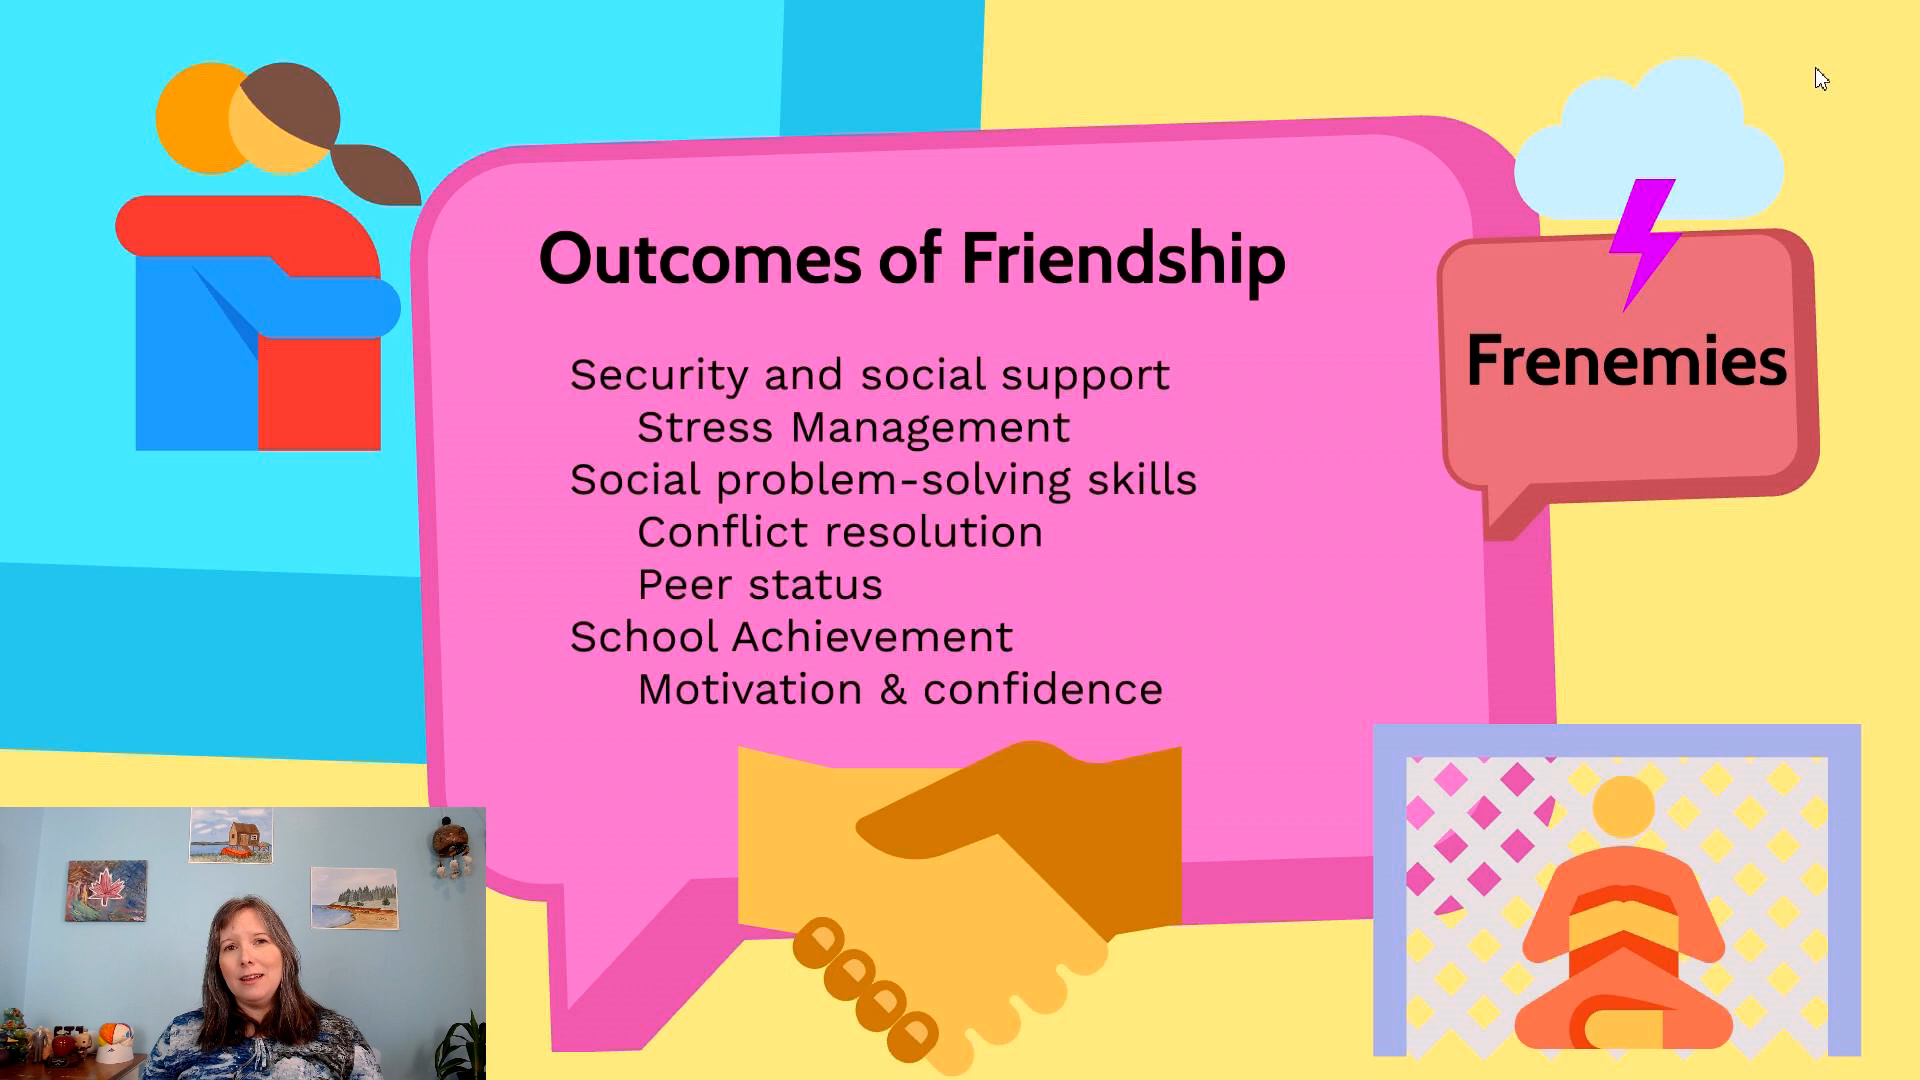 Outcomes of Friendship
Security and social support
Stress Management
Social problem-solving skills
Conflict resolution
Peer status
School Achievement
Motivation & confidence
Frenemies